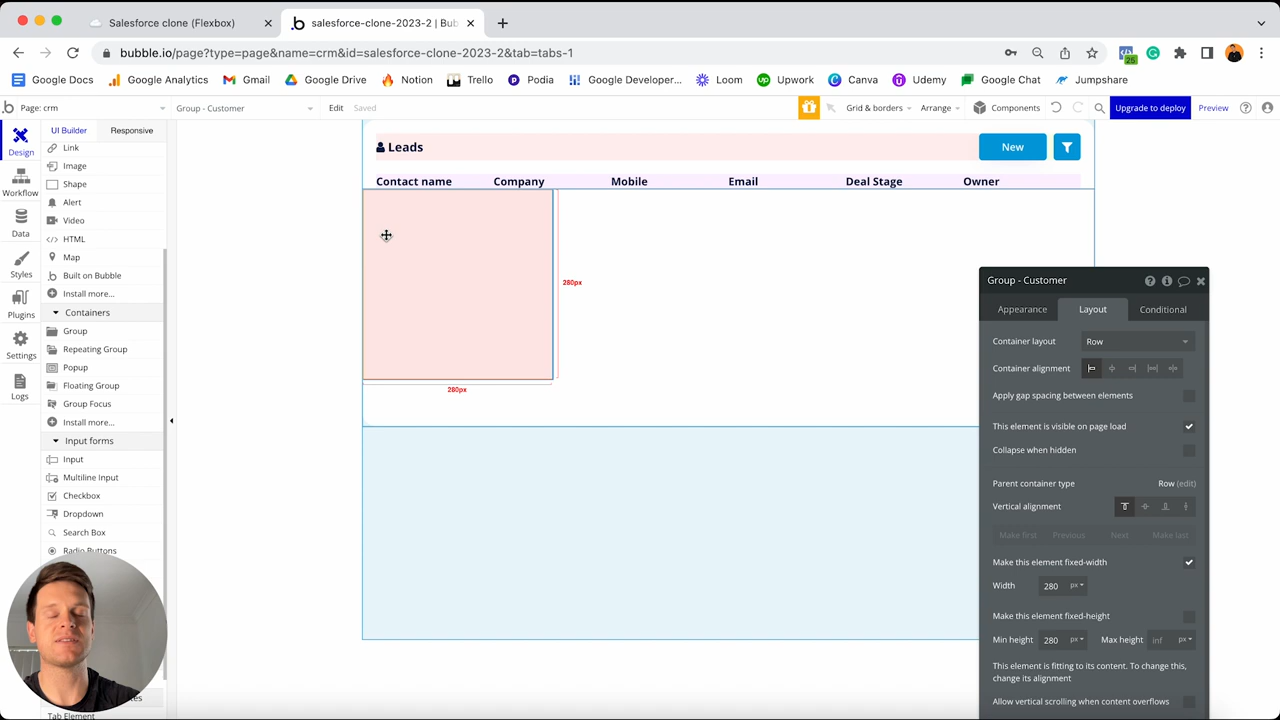 Salesforce clone (Flexbox)
salesforce-clone-2023-2 | Bub
bubble.io/page?type=page&name=crm&id=salesforce-clone-2023-2&tab=tabs-1
25
Google Docs
Google Analytics
Gmail
Google Drive
Notion
Trello
Podia
Google Developer...
Loom
Upwork
Canva
Udemy
Google Chat
Jumpshare
Page: crm
Group - Customer
Edit
Saved
Grid & borders
Arrange
Components
Upgrade to deploy
Preview
Design
Workflow
Data
Styles
Plugins
Settings
Logs
UI Builder
Responsive
Link
Image
Shape
Alert
Video
HTML
Map
Built on Bubble
Install more...
Containers
Group
Repeating Group
Popup
Floating Group
Group Focus
Install more...
Input forms
Input
Multiline Input
Checkbox
Dropdown
Search Box
Radio Buttons
Tab Element
Leads
New
Contact name
Company
Mobile
Email
Deal Stage
Owner
280px
280px
Group - Customer
Appearance
Layout
Conditional
Container layout
Row
Container alignment
Apply gap spacing between elements
This element is visible on page load
Collapse when hidden
Parent container type
Row (edit)
Vertical alignment
Make first
Previous
Next
Make last
Make this element fixed-width
Width
280
px
Make this element fixed-height
Min height
280
px
Max height
inf
px
This element is fitting to its content. To change this,
change its alignment
Allow vertical scrolling when content overflows